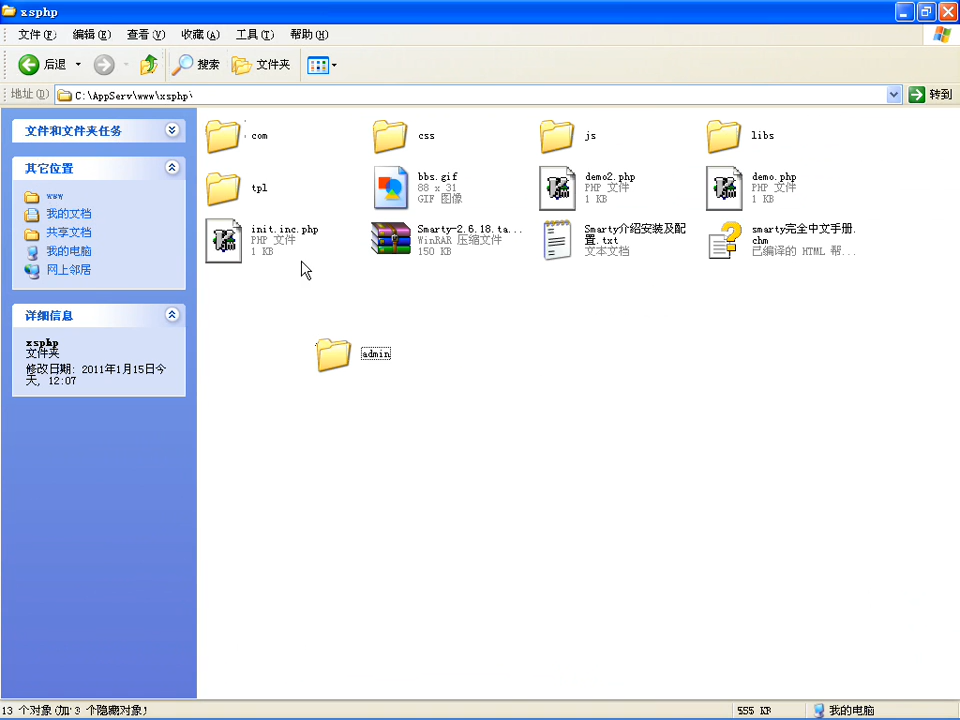 xsphp
文件(F) 编辑(E) 查看(V) 收藏(A) 工具(T) 帮助(H)
后退 搜索 文件夹
地址(D) C:\AppServ\www\xsphp\ 转到
文件和文件夹任务
其它位置
www
我的文档
共享文档
我的电脑
网上邻居
详细信息
xsphp
文件夹
修改日期: 2011年1月15日今
天, 12:07
com
css
js
libs
tpl
bbs.gif
88 x 31
GIF 图像
demo2.php
PHP 文件
1 KB
demo.php
PHP 文件
1 KB
init.inc.php
PHP 文件
1 KB
Smarty-2.6.18.ta...
WinRAR 压缩文件
150 KB
Smarty介绍安装及配
置.txt
文本文档
smarty完全中文手册.
chm
已编译的 HTML 帮...
admin
13 个对象(加 3 个隐藏对象) 555 KB 我的电脑